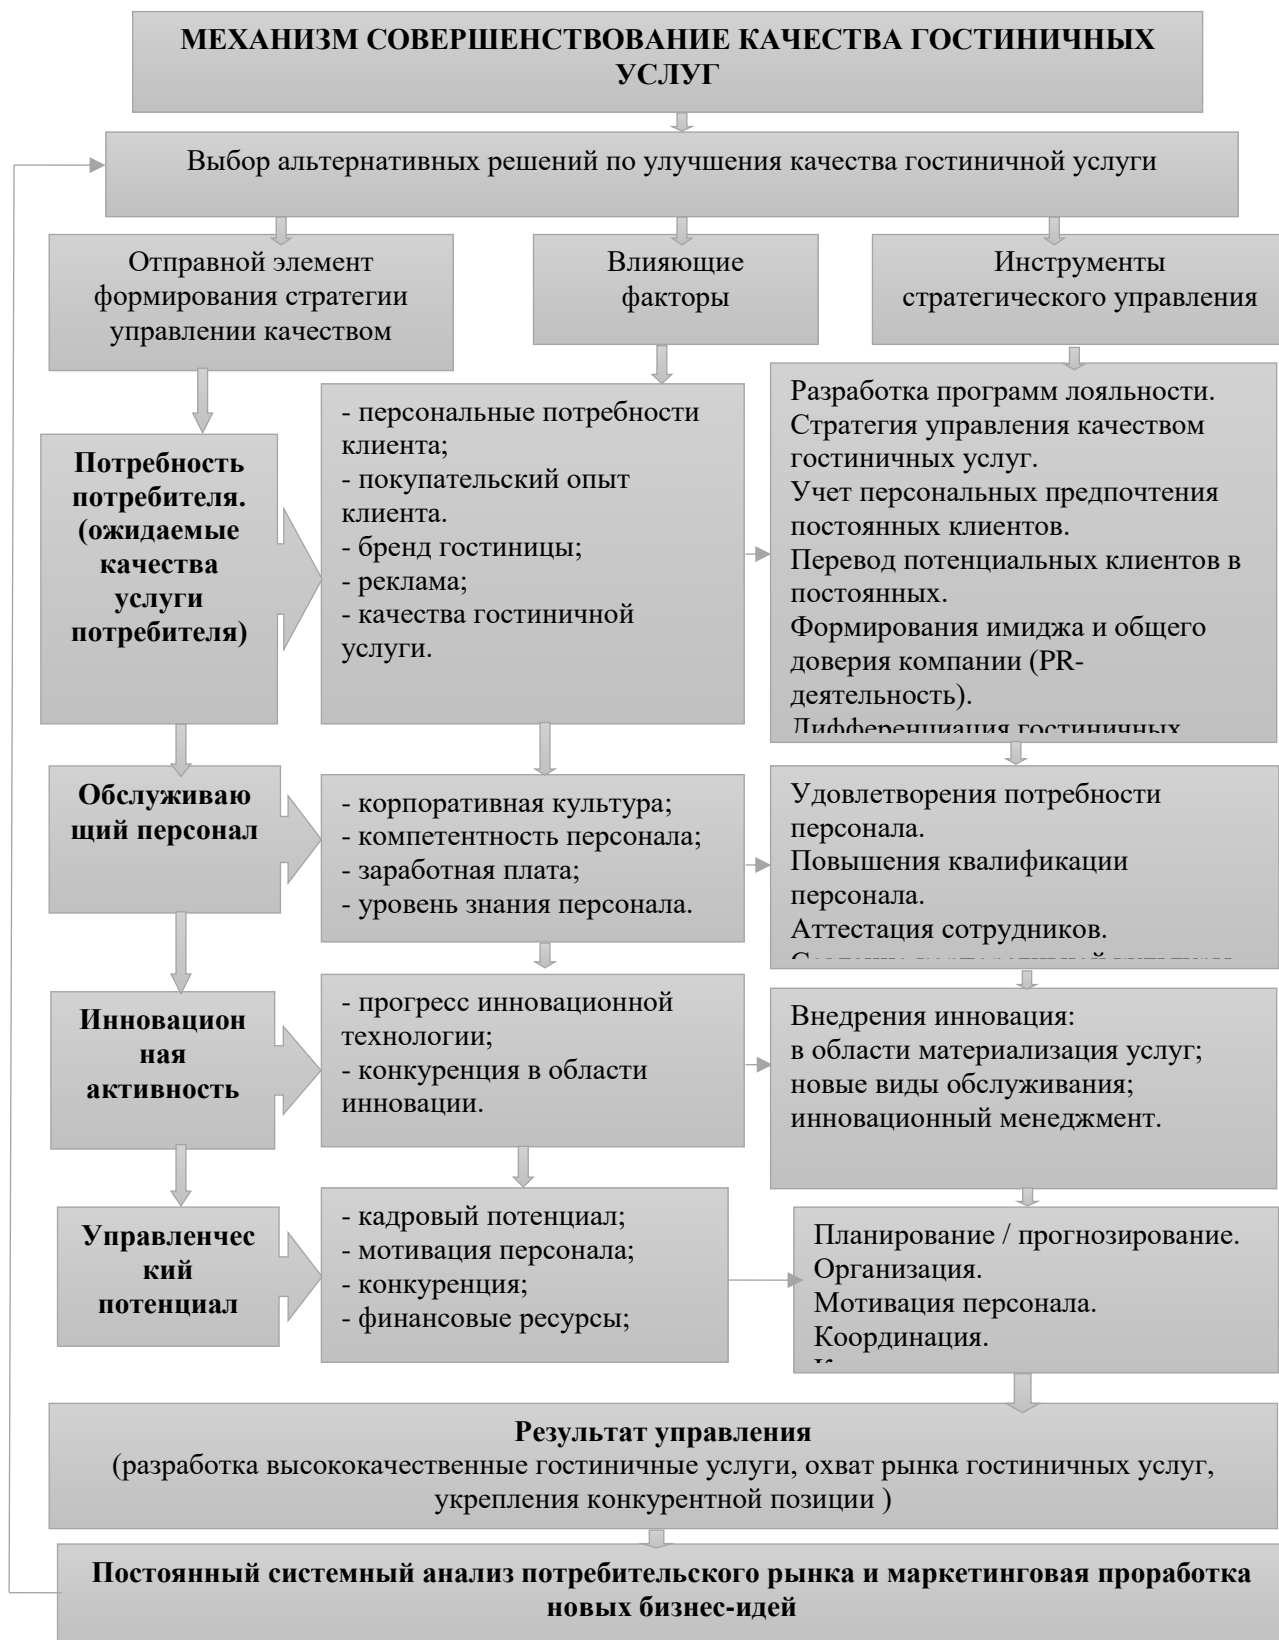 МЕХАНИЗМ СОВЕРШЕНСТВОВАНИЕ КАЧЕСТВА ГОСТИНИЧНЫХ
УСЛУГ
Выбор альтернативных решений по улучшения качества гостиничной услуги
Отправной элемент
формирования стратегии
управлении качеством
Влияющие
факторы
Инструменты
стратегического управления
Потребность
потребителя.
(ожидаемые
качества
услуги
потребителя)
- персональные потребности
клиента;
- покупательский опыт
клиента.
- бренд гостиницы;
- реклама;
- качества гостиничной
услуги.
Разработка программ лояльности.
Стратегия управления качеством
гостиничных услуг.
Учет персональных предпочтения
постоянных клиентов.
Перевод потенциальных клиентов в
постоянных.
Формирования имиджа и общего
доверия компании (PR-
деятельность).
Дифференциация гостиничных
Обслуживаю
щий персонал
- корпоративная культура;
- компетентность персонала;
- заработная плата;
- уровень знания персонала.
Удовлетворения потребности
персонала.
Повышения квалификации
персонала.
Аттестация сотрудников.
Инновацион
ная
активность
- прогресс инновационной
технологии;
- конкуренция в области
инновации.
Внедрения инновация:
в области материализация услуг;
новые виды обслуживания;
инновационный менеджмент.
Управленчес
кий
потенциал
- кадровый потенциал;
- мотивация персонала;
- конкуренция;
- финансовые ресурсы;
Планирование / прогнозирование.
Организация.
Мотивация персонала.
Координация.
Результат управления
(разработка высококачественные гостиничные услуги, охват рынка гостиничных услуг,
укрепления конкурентной позиции )
Постоянный системный анализ потребительского рынка и маркетинговая проработка
новых бизнес-идей